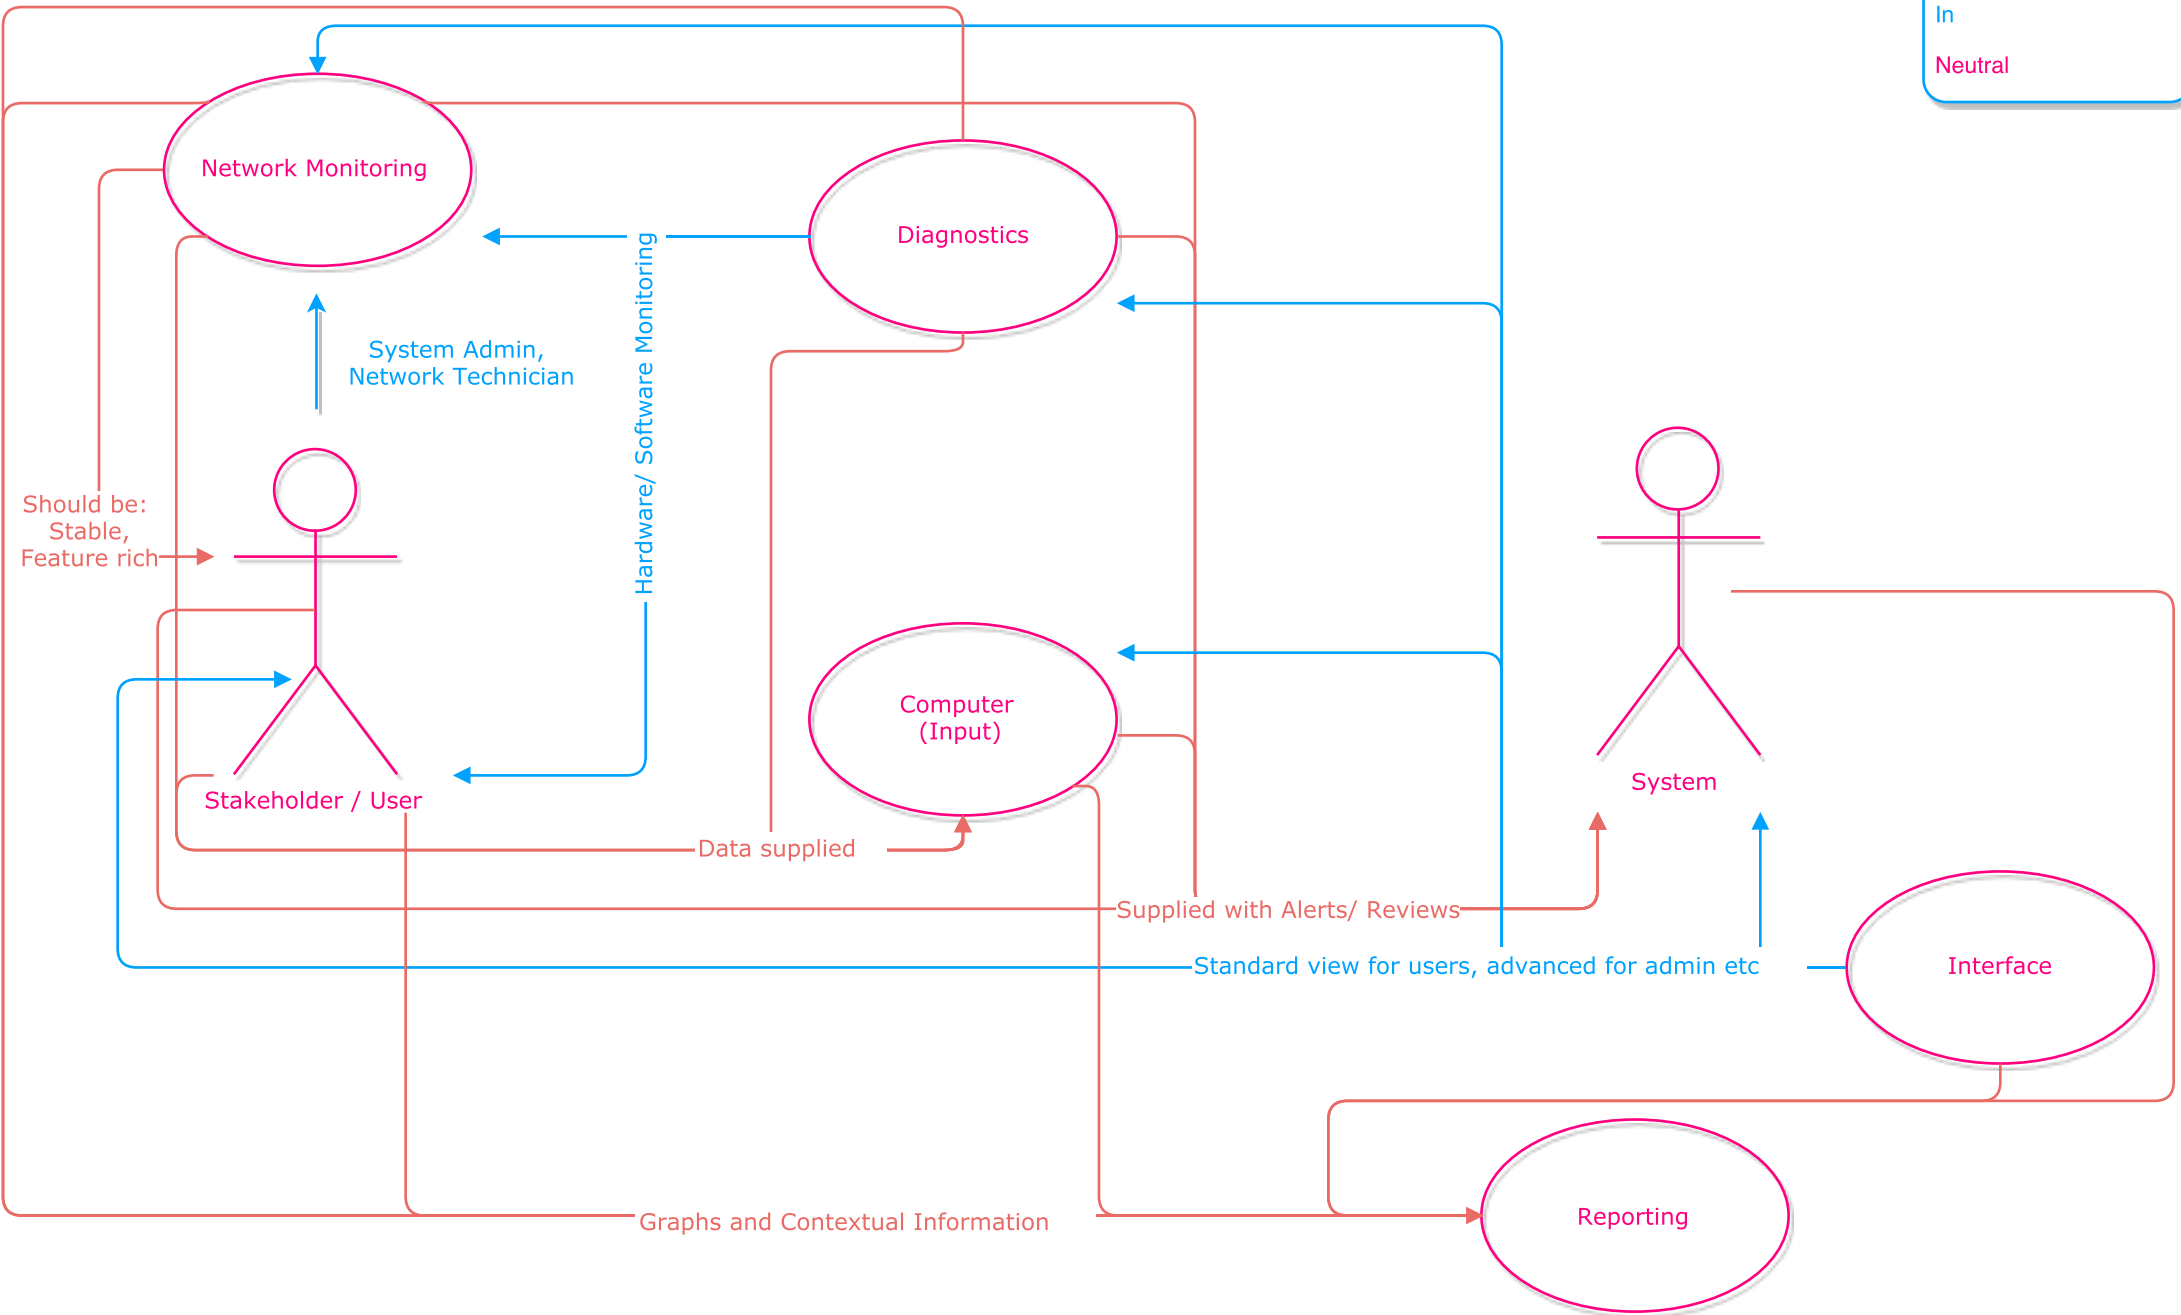 In
Neutral
Network Monitoring
Diagnostics
Hardware/ Software Monitoring
System Admin,
Network Technician
Should be:
Stable,
Feature rich
Computer
(Input)
System
Stakeholder / User
Data supplied
Supplied with Alerts/ Reviews
Standard view for users, advanced for admin etc
Interface
Graphs and Contextual Information
Reporting